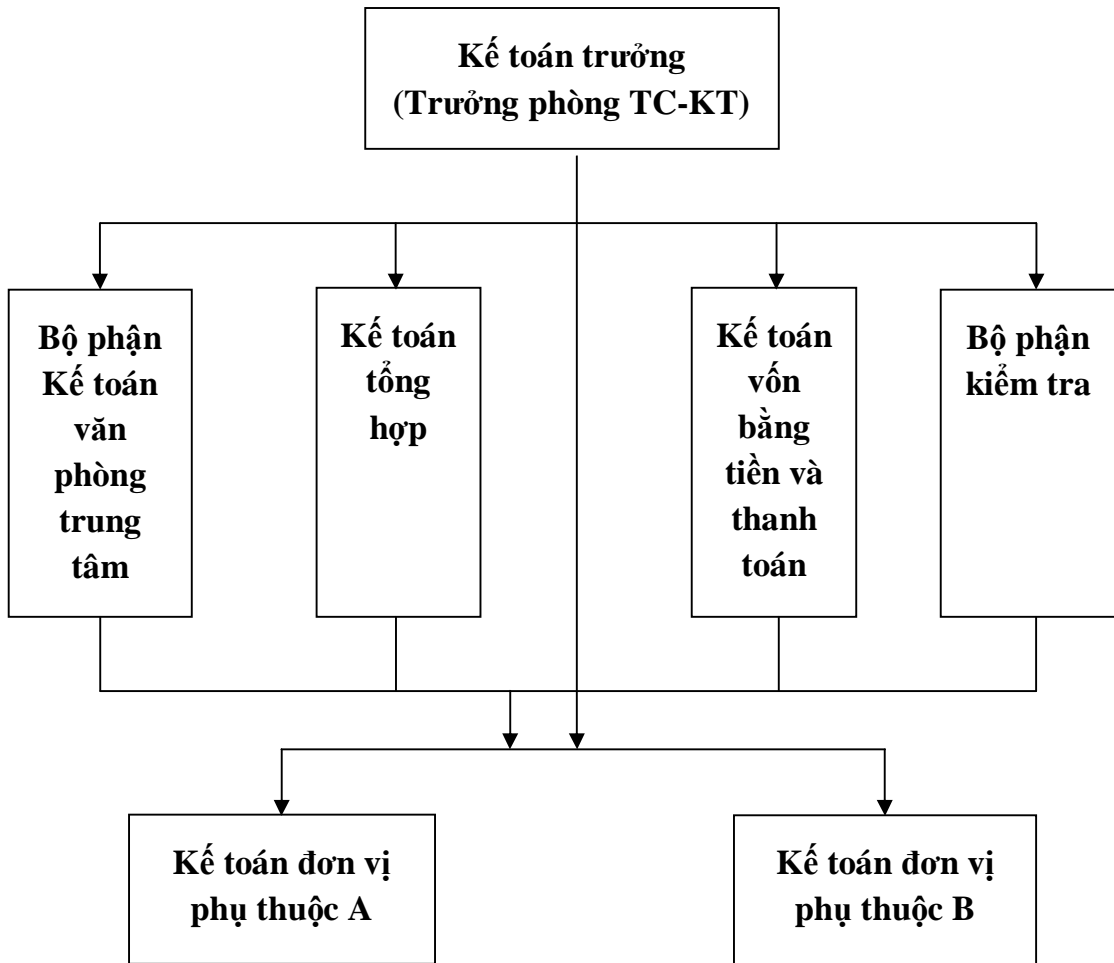 Kế toán trưởng
(Trưởng phòng TC-KT)
Bộ phận
Kế toán
văn
phòng
trung
tâm
Kế toán
tổng
hợp
Kế toán
vốn
bằng
tiền và
thanh
toán
Bộ phận
kiểm tra
Kế toán đơn vị
phụ thuộc A
Kế toán đơn vị
phụ thuộc B